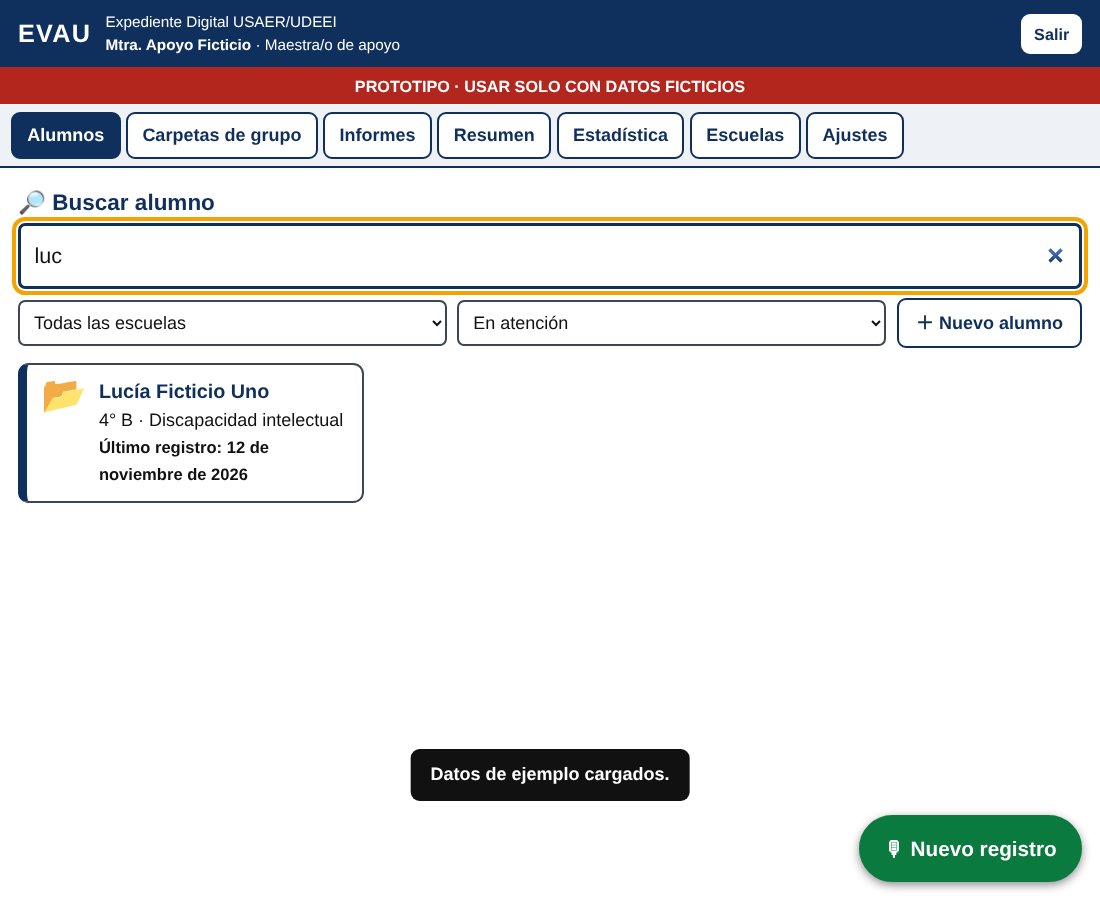 EVAU
Expediente Digital USAER/UDEEI
Mtra. Apoyo Ficticio · Maestra/o de apoyo
Salir
PROTOTIPO · USAR SOLO CON DATOS FICTICIOS
Alumnos
Carpetas de grupo
Informes
Resumen
Estadística
Escuelas
Ajustes
🔎 Buscar alumno
luc
Todas las escuelas
En atención
＋ Nuevo alumno
Lucía Ficticio Uno
4° B · Discapacidad intelectual
Último registro: 12 de
noviembre de 2026
Datos de ejemplo cargados.
🎙 Nuevo registro